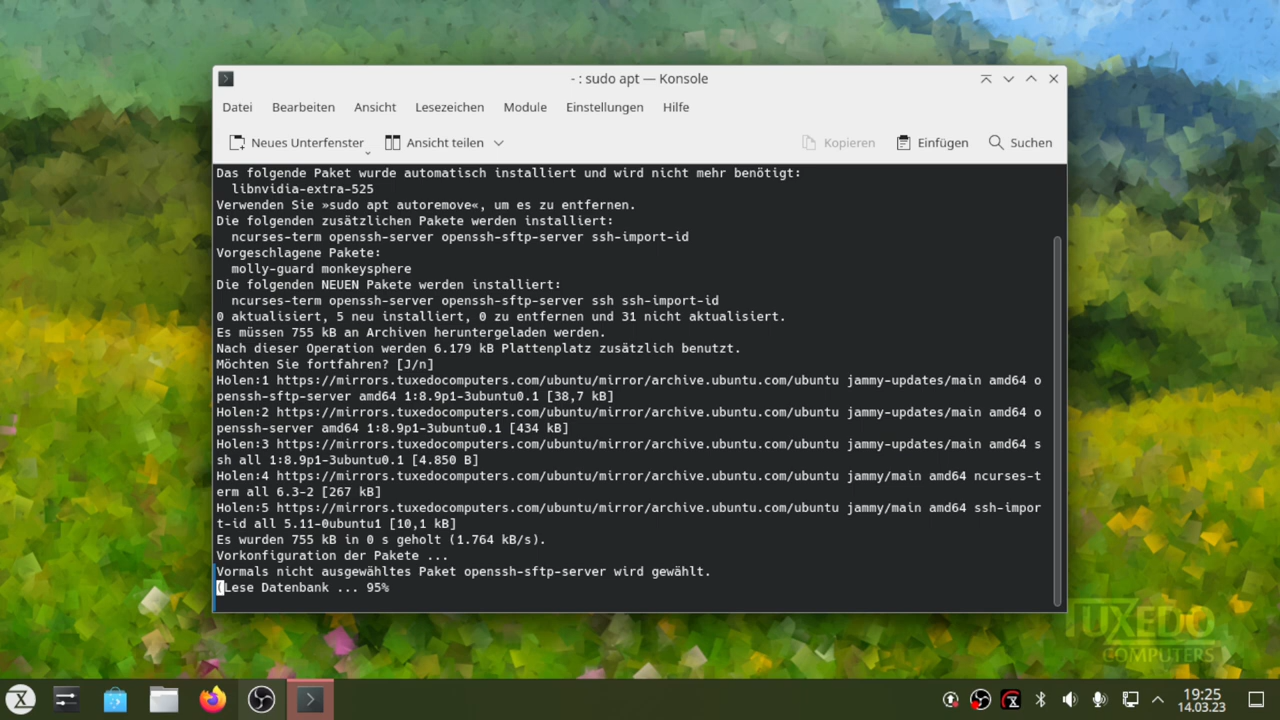 - : sudo apt — Konsole
Datei Bearbeiten Ansicht Lesezeichen Module Einstellungen Hilfe
Neues Unterfenster Ansicht teilen Kopieren Einfügen Suchen
Das folgende Paket wurde automatisch installiert und wird nicht mehr benötigt:
libnvidia-extra-525
Verwenden Sie »sudo apt autoremove«, um es zu entfernen.
Die folgenden zusätzlichen Pakete werden installiert:
ncurses-term openssh-server openssh-sftp-server ssh-import-id
Vorgeschlagene Pakete:
molly-guard monkeysphere
Die folgenden NEUEN Pakete werden installiert:
ncurses-term openssh-server openssh-sftp-server ssh ssh-import-id
0 aktualisiert, 5 neu installiert, 0 zu entfernen und 31 nicht aktualisiert.
Es müssen 755 kB an Archiven heruntergeladen werden.
Nach dieser Operation werden 6.179 kB Plattenplatz zusätzlich benutzt.
Möchten Sie fortfahren? [J/n]
Holen:1 https://mirrors.tuxedocomputers.com/ubuntu/mirror/archive.ubuntu.com/ubuntu jammy-updates/main amd64 o
penssh-sftp-server amd64 1:8.9p1-3ubuntu0.1 [38,7 kB]
Holen:2 https://mirrors.tuxedocomputers.com/ubuntu/mirror/archive.ubuntu.com/ubuntu jammy-updates/main amd64 o
penssh-server amd64 1:8.9p1-3ubuntu0.1 [434 kB]
Holen:3 https://mirrors.tuxedocomputers.com/ubuntu/mirror/archive.ubuntu.com/ubuntu jammy-updates/main amd64 s
sh all 1:8.9p1-3ubuntu0.1 [4.850 B]
Holen:4 https://mirrors.tuxedocomputers.com/ubuntu/mirror/archive.ubuntu.com/ubuntu jammy/main amd64 ncurses-t
erm all 6.3-2 [267 kB]
Holen:5 https://mirrors.tuxedocomputers.com/ubuntu/mirror/archive.ubuntu.com/ubuntu jammy/main amd64 ssh-impor
t-id all 5.11-0ubuntu1 [10,1 kB]
Es wurden 755 kB in 0 s geholt (1.764 kB/s).
Vorkonfiguration der Pakete ...
Vormals nicht ausgewähltes Paket openssh-sftp-server wird gewählt.
(Lese Datenbank ... 95%
TUXEDO
COMPUTERS
19:25
14.03.23